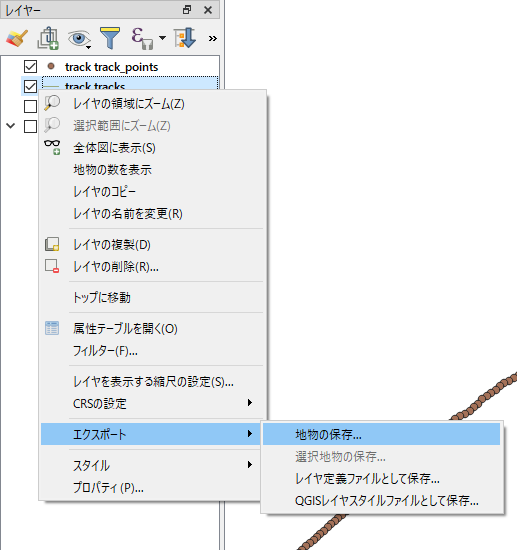 レイヤー
track track_points
track tracks
レイヤの領域にズーム(Z)
選択範囲にズーム(Z)
全体図に表示(S)
地物の数を表示
レイヤのコピー
レイヤの名前を変更(R)
レイヤの複製(D)
レイヤの削除(R)...
トップに移動
属性テーブルを開く(O)
フィルター(F)...
レイヤを表示する縮尺の設定(S)...
CRSの設定
エクスポート
地物の保存...
選択地物の保存...
レイヤ定義ファイルとして保存...
スタイル
QGISレイヤスタイルファイルとして保存...
プロパティ(P)...